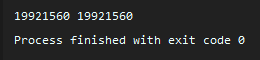 19921560 19921560
Process finished with exit code 0